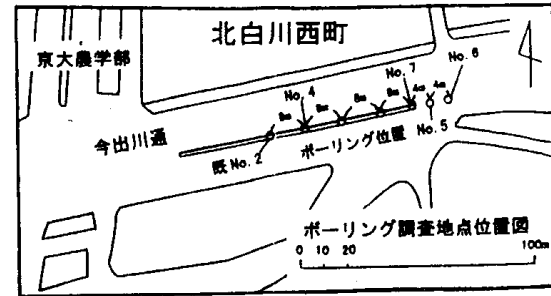 北白川西町
京大農学部
No.6
No.7
No.4
8m
8m
8m
8m
4m
4m
今出川通
No.5
既No.2
ボーリング位置
ボーリング調査地点位置図
0 10 20 100m